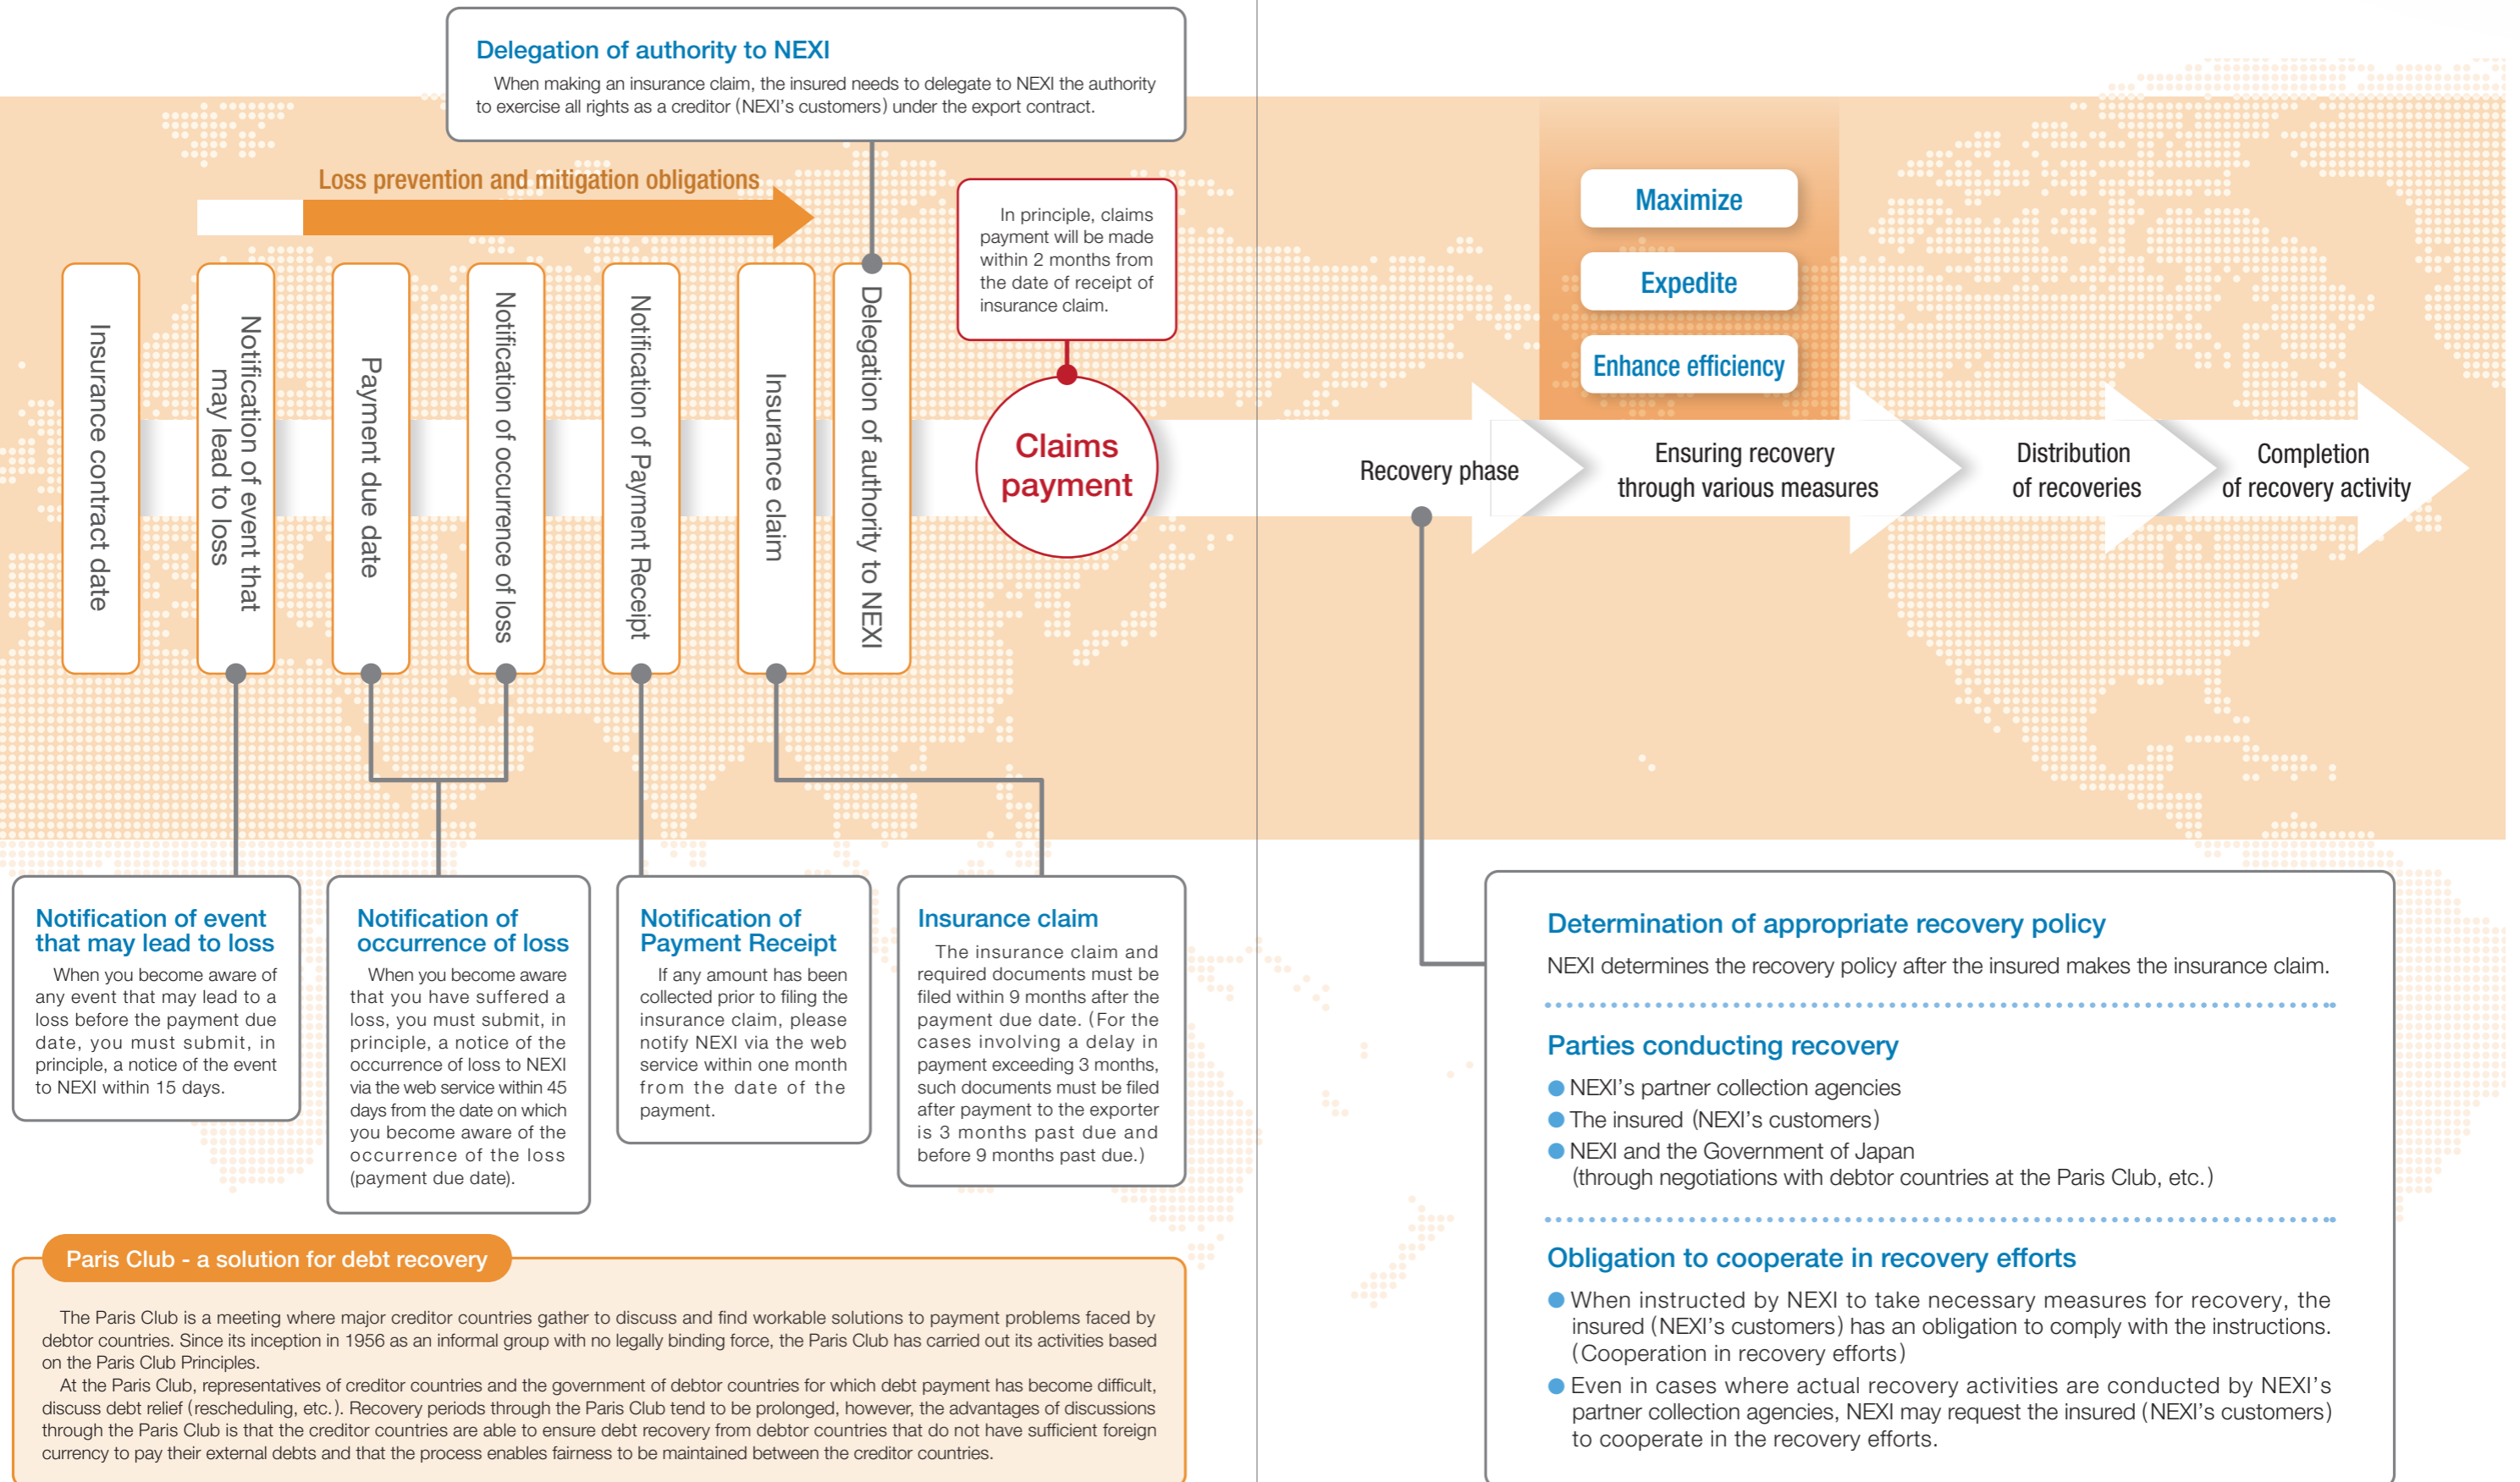 Delegation of authority to NEXI
When making an insurance claim, the insured needs to delegate to NEXI the authority
to exercise all rights as a creditor (NEXI's customers) under the export contract.
Loss prevention and mitigation obligations
Insurance contract date
Notification of event that
may lead to loss
Payment due date
Notification of occurrence of loss
Notification of Payment Receipt
Insurance claim
Delegation of authority to NEXI
In principle, claims
payment will be made
within 2 months from
the date of receipt of
insurance claim.
Claims
payment
Maximize
Expedite
Enhance efficiency
Recovery phase
Ensuring recovery
through various measures
Distribution
of recoveries
Completion
of recovery activity
Notification of event
that may lead to loss
When you become aware of
any event that may lead to a
loss before the payment due
date, you must submit, in
principle, a notice of the event
to NEXI within 15 days.
Notification of
occurrence of loss
When you become aware
that you have suffered a
loss, you must submit, in
principle, a notice of the
occurrence of loss to NEXI
via the web service within 45
days from the date on which
you become aware of the
occurrence of the loss
(payment due date).
Notification of
Payment Receipt
If any amount has been
collected prior to filing the
insurance claim, please
notify NEXI via the web
service within one month
from the date of the
payment.
Insurance claim
The insurance claim and
required documents must be
filed within 9 months after the
payment due date. (For the
cases involving a delay in
payment exceeding 3 months,
such documents must be filed
after payment to the exporter
is 3 months past due and
before 9 months past due.)
Paris Club - a solution for debt recovery
The Paris Club is a meeting where major creditor countries gather to discuss and find workable solutions to payment problems faced by
debtor countries. Since its inception in 1956 as an informal group with no legally binding force, the Paris Club has carried out its activities based
on the Paris Club Principles.
At the Paris Club, representatives of creditor countries and the government of debtor countries for which debt payment has become difficult,
discuss debt relief (rescheduling, etc.). Recovery periods through the Paris Club tend to be prolonged, however, the advantages of discussions
through the Paris Club is that the creditor countries are able to ensure debt recovery from debtor countries that do not have sufficient foreign
currency to pay their external debts and that the process enables fairness to be maintained between the creditor countries.
Determination of appropriate recovery policy
NEXI determines the recovery policy after the insured makes the insurance claim.
Parties conducting recovery
● NEXI's partner collection agencies
● The insured (NEXI's customers)
● NEXI and the Government of Japan
(through negotiations with debtor countries at the Paris Club, etc.)
Obligation to cooperate in recovery efforts
● When instructed by NEXI to take necessary measures for recovery, the
insured (NEXI's customers) has an obligation to comply with the instructions.
(Cooperation in recovery efforts)
● Even in cases where actual recovery activities are conducted by NEXI's
partner collection agencies, NEXI may request the insured (NEXI's customers)
to cooperate in the recovery efforts.